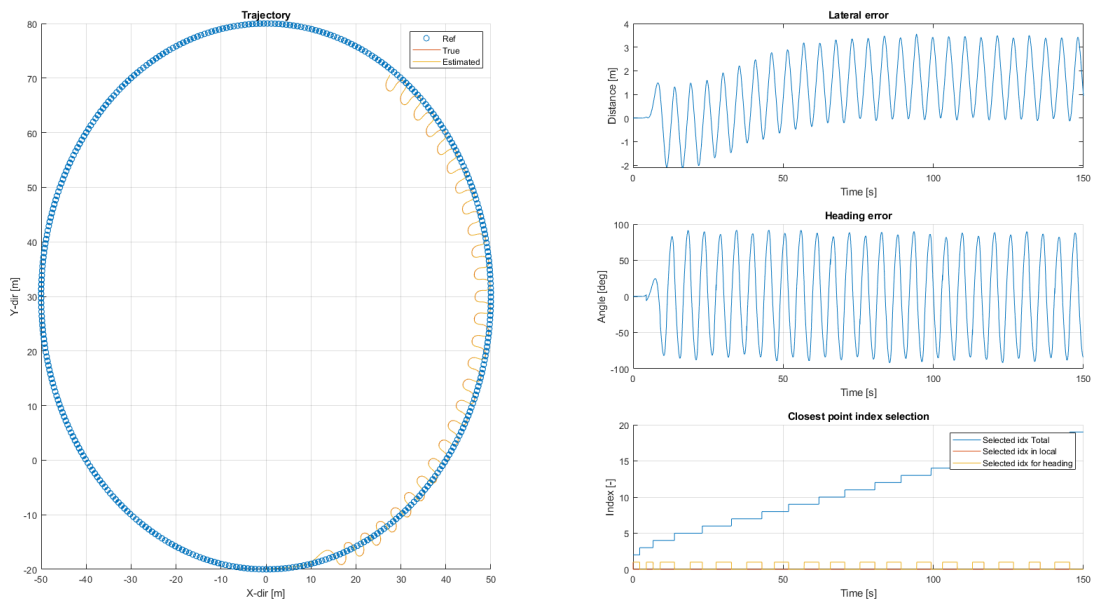 Trajectory
80
70
60
50
40
30
20
10
0
-10
-20
Y-dir [m]
-50
-40
-30
-20
-10
0
10
20
30
40
50
X-dir [m]
Ref
True
Estimated
Lateral error
4
3
2
1
0
-1
-2
Distance [m]
0
50
100
150
Time [s]
Heading error
100
50
0
-50
-100
Angle [deg]
0
50
100
150
Time [s]
Closest point index selection
20
15
10
5
0
Index [-]
0
50
100
150
Time [s]
Selected idx Total
Selected idx in local
Selected idx for heading